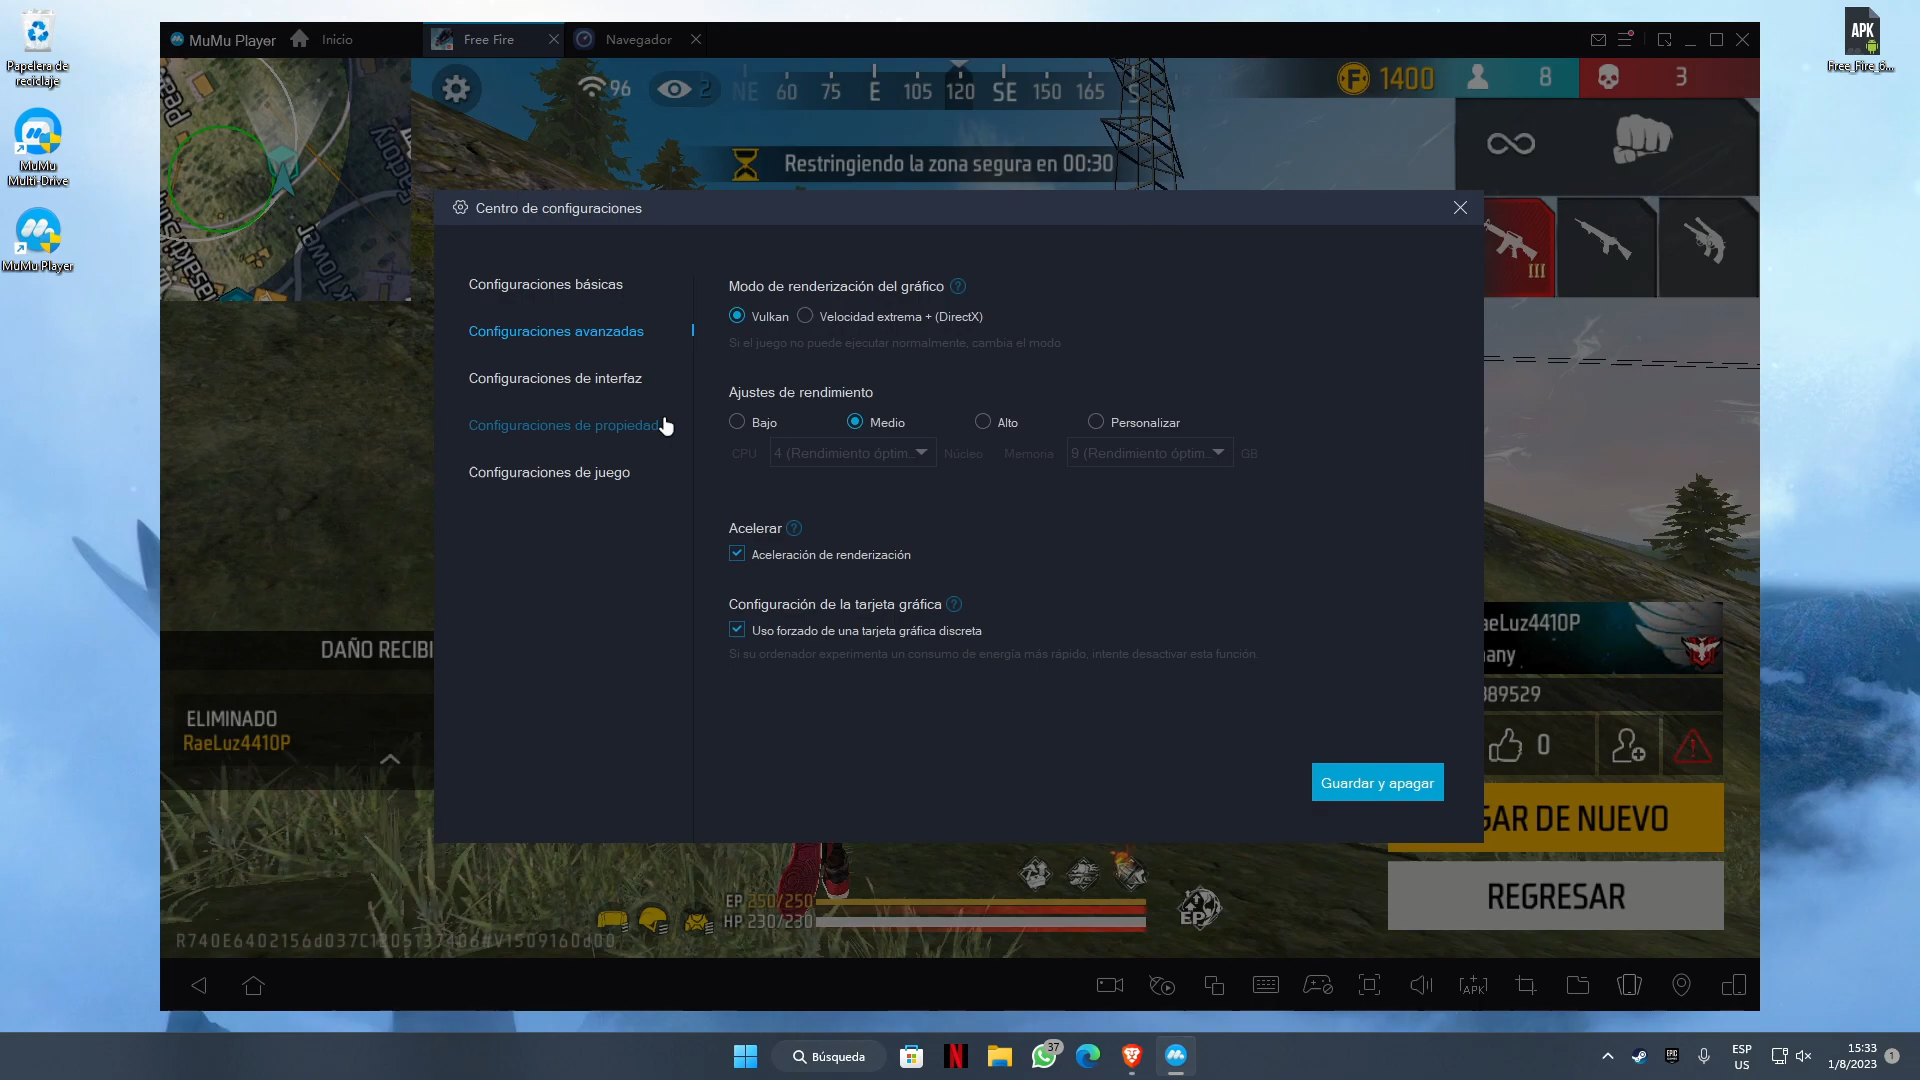 Papelera de
reciclaje
MuMu
Multi-Drive
MuMu Player
APK
Free_Fire_6...
MuMu Player
Inicio
Free Fire
Navegador
96
2
NE 60 75 E 105 120 SE 150 165 S
1400
8
3
Restringiendo la zona segura en 00:30
III
Centro de configuraciones
Configuraciones básicas
Configuraciones avanzadas
Configuraciones de interfaz
Configuraciones de propiedad
Configuraciones de juego
Modo de renderización del gráfico ?
Vulkan
Velocidad extrema + (DirectX)
Si el juego no puede ejecutar normalmente, cambia el modo
Ajustes de rendimiento
Bajo
Medio
Alto
Personalizar
CPU 4 (Rendimiento óptim... Núcleo Memoria 9 (Rendimiento óptim... GB
Acelerar ?
Aceleración de renderización
Configuración de la tarjeta gráfica ?
Uso forzado de una tarjeta gráfica discreta
Si su ordenador experimenta un consumo de energía más rápido, intente desactivar esta función.
Guardar y apagar
DAÑO RECIBI
ELIMINADO
RaeLuz4410P
aeLuz4410P
any
389529
0
GAR DE NUEVO
REGRESAR
EP 250/250
HP 230/230
EP
APK
Búsqueda
37
ESP
US
15:33
1/8/2023
1